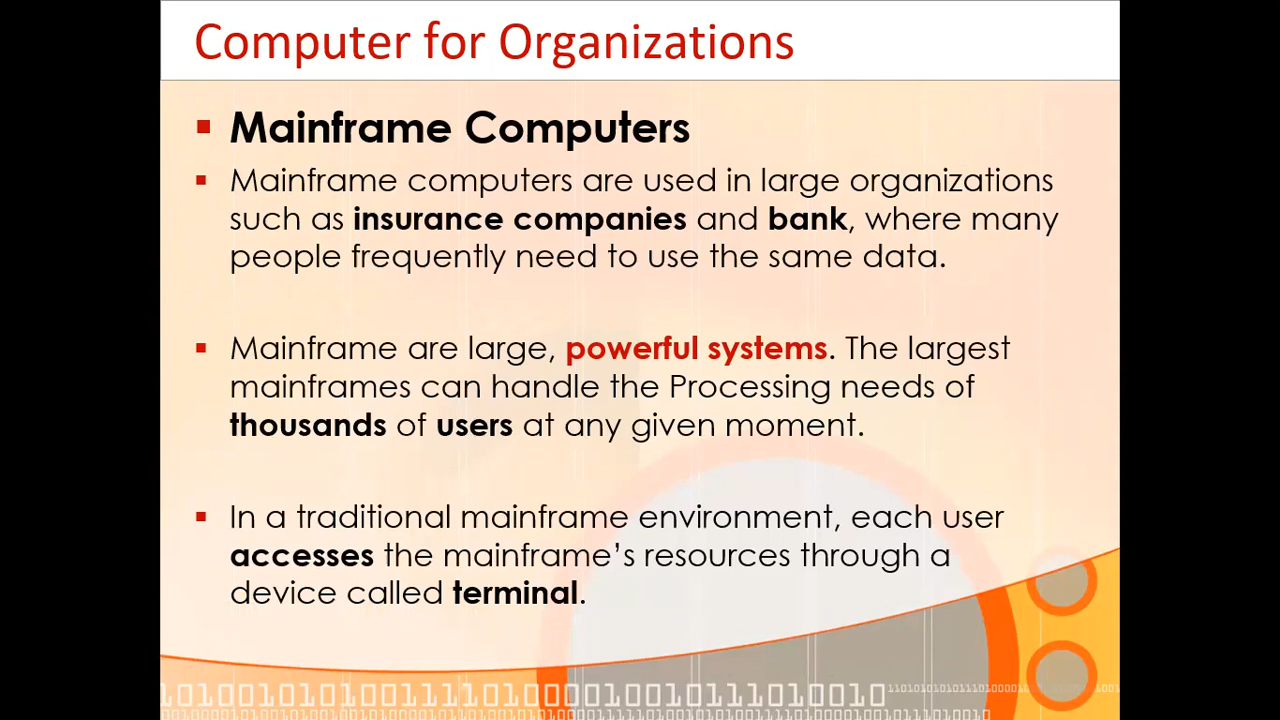 Computer for Organizations
Mainframe Computers
Mainframe computers are used in large organizations
such as insurance companies and bank, where many
people frequently need to use the same data.
Mainframe are large, powerful systems. The largest
mainframes can handle the Processing needs of
thousands of users at any given moment.
In a traditional mainframe environment, each user
accesses the mainframe's resources through a
device called terminal.